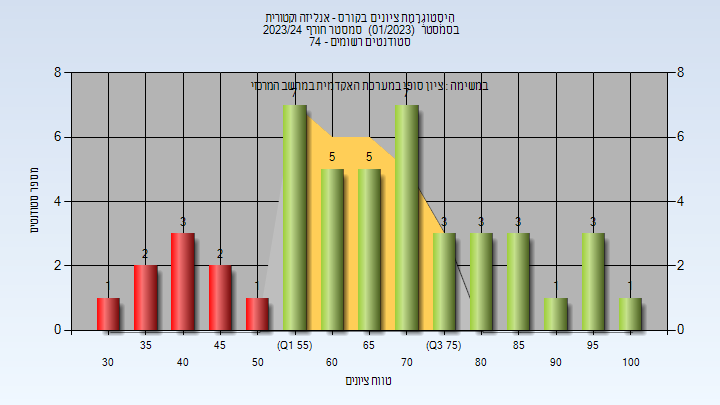 היסטוגרמת ציונים בקורס - אנליזה וקטורית
בסמסטר (01/2023) סמסטר חורף 2023/24
סטודנטים רשומים - 74
במשימה : ציון סופי במערכת האקדמית במחשב המרכזי
מספר סטודנטים
8 8
6 6
4 4
2 2
0 0
1 2 3 2 1 7 5 5 7 3 3 3 1 3 1
35 45 (Q1 55) 65 (Q3 75) 85 95
30 40 50 60 70 80 90 100
טווח ציונים